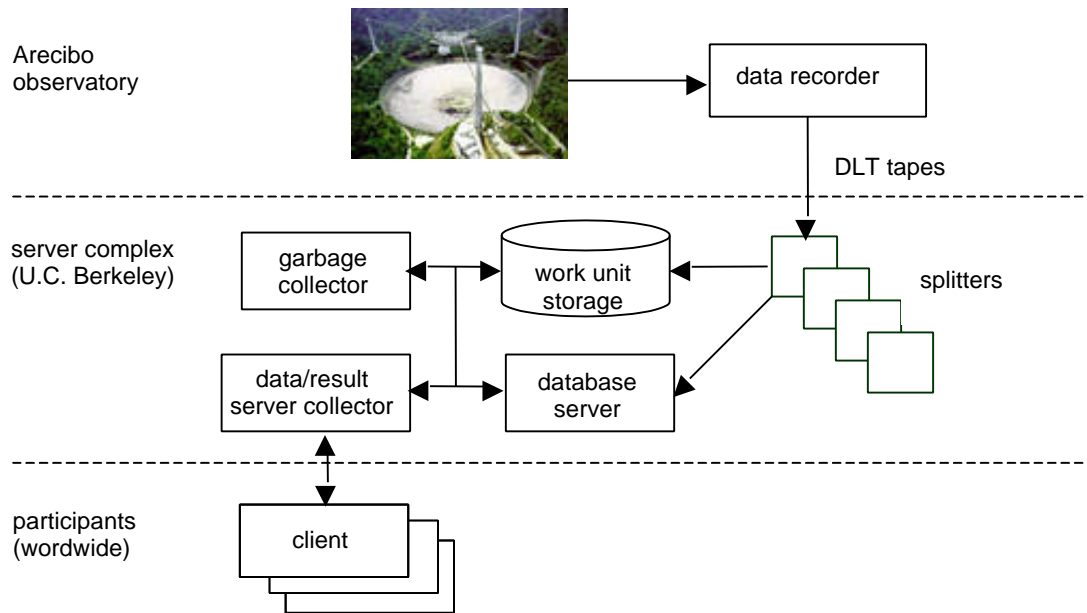 Arecibo
observatory
data recorder
DLT tapes
server complex
(U.C. Berkeley)
garbage
collector
work unit
storage
splitters
data/result
server collector
database
server
participants
(wordwide)
client